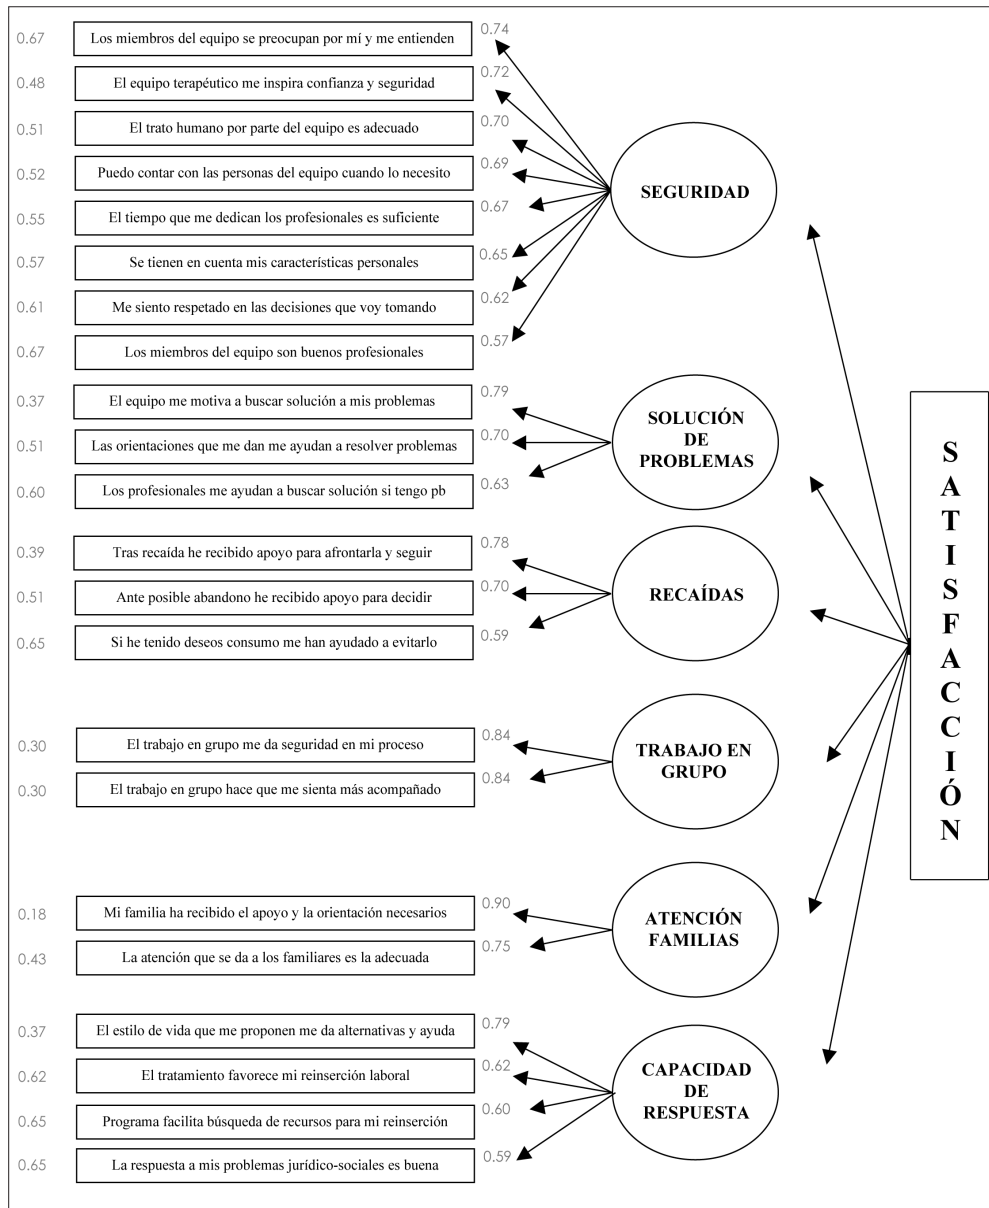 0.67 Los miembros del equipo se preocupan por mí y me entienden 0.74
0.48 El equipo terapéutico me inspira confianza y seguridad 0.72
0.51 El trato humano por parte del equipo es adecuado 0.70
0.52 Puedo contar con las personas del equipo cuando lo necesito 0.69
0.55 El tiempo que me dedican los profesionales es suficiente 0.67
0.57 Se tienen en cuenta mis características personales 0.65
0.61 Me siento respetado en las decisiones que voy tomando 0.62
0.67 Los miembros del equipo son buenos profesionales 0.57
SEGURIDAD
0.37 El equipo me motiva a buscar solución a mis problemas 0.79
0.51 Las orientaciones que me dan me ayudan a resolver problemas 0.70
0.60 Los profesionales me ayudan a buscar solución si tengo pb 0.63
SOLUCIÓN
DE
PROBLEMAS
0.39 Tras recaída he recibido apoyo para afrontarla y seguir 0.78
0.51 Ante posible abandono he recibido apoyo para decidir 0.70
0.65 Si he tenido deseos consumo me han ayudado a evitarlo 0.59
RECAÍDAS
0.30 El trabajo en grupo me da seguridad en mi proceso 0.84
0.30 El trabajo en grupo hace que me sienta más acompañado 0.84
TRABAJO EN
GRUPO
0.18 Mi familia ha recibido el apoyo y la orientación necesarios 0.90
0.43 La atención que se da a los familiares es la adecuada 0.75
ATENCIÓN
FAMILIAS
0.37 El estilo de vida que me proponen me da alternativas y ayuda 0.79
0.62 El tratamiento favorece mi reinserción laboral 0.62
0.65 Programa facilita búsqueda de recursos para mi reinserción 0.60
0.65 La respuesta a mis problemas jurídico-sociales es buena 0.59
CAPACIDAD
DE
RESPUESTA
SATISFACCIÓN